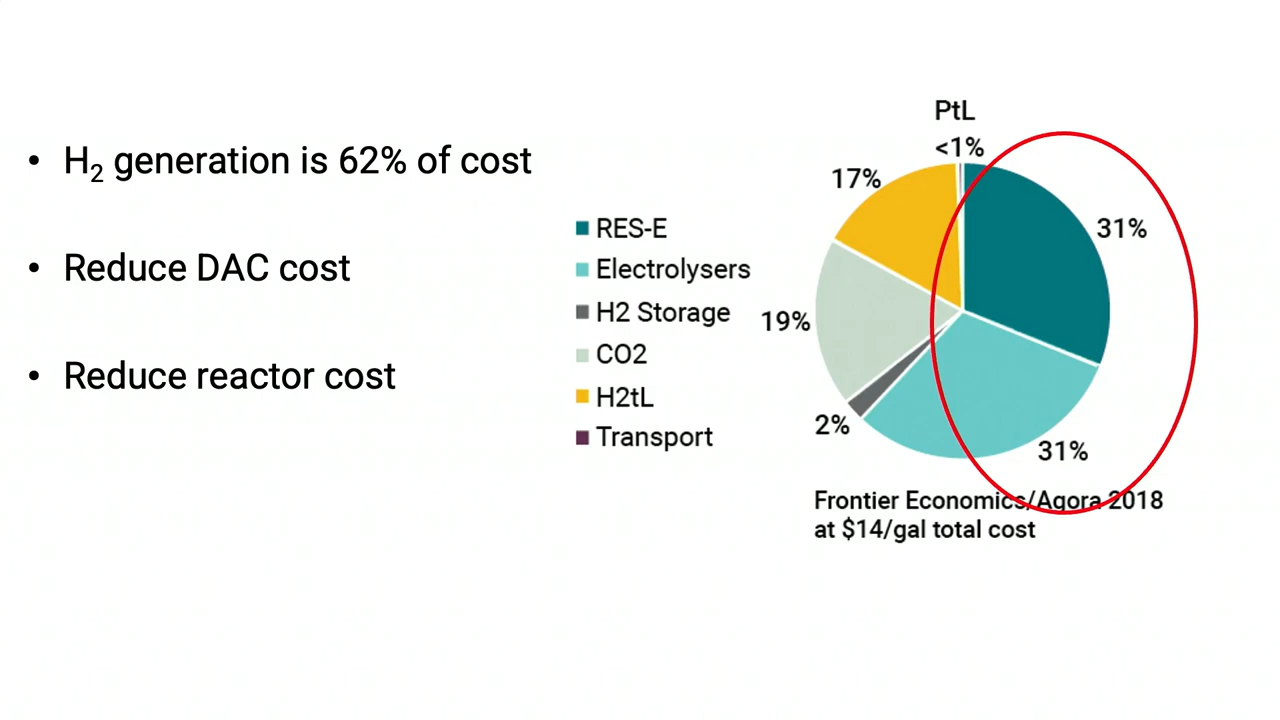 • H₂ generation is 62% of cost
• Reduce DAC cost
• Reduce reactor cost
PtL
<1%
17%
31%
19%
2%
31%
RES-E
Electrolysers
H2 Storage
CO2
H2tL
Transport
Frontier Economics/Agora 2018
at $14/gal total cost